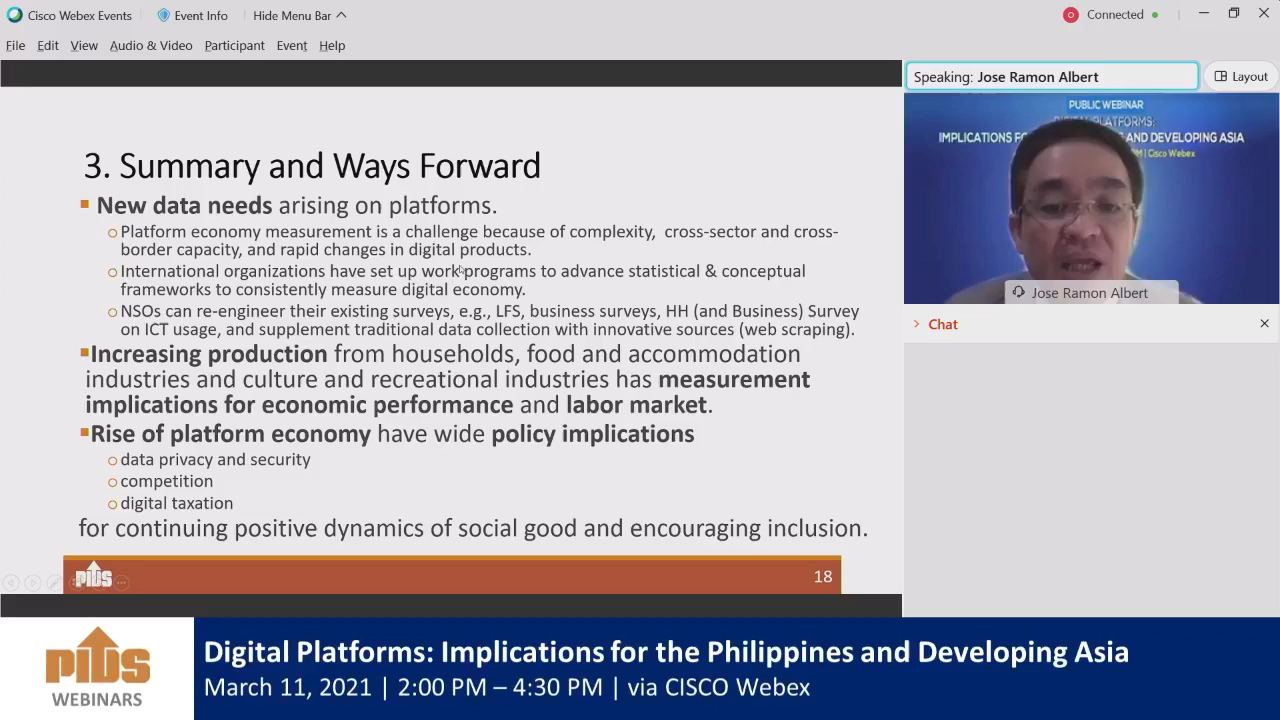 Cisco Webex Events
Event Info
Hide Menu Bar
Connected
File Edit View Audio & Video Participant Event Help
Speaking: Jose Ramon Albert
Layout
PUBLIC WEBINAR
DIGITAL PLATFORMS:
IMPLICATIONS FO
AND DEVELOPING ASIA
M | Cisco Webex
Jose Ramon Albert
Chat
3. Summary and Ways Forward
New data needs arising on platforms.
Platform economy measurement is a challenge because of complexity, cross-sector and cross-
border capacity, and rapid changes in digital products.
International organizations have set up work programs to advance statistical & conceptual
frameworks to consistently measure digital economy.
NSOs can re-engineer their existing surveys, e.g., LFS, business surveys, HH (and Business) Survey
on ICT usage, and supplement traditional data collection with innovative sources (web scraping).
Increasing production from households, food and accommodation
industries and culture and recreational industries has measurement
implications for economic performance and labor market.
Rise of platform economy have wide policy implications
data privacy and security
competition
digital taxation
for continuing positive dynamics of social good and encouraging inclusion.
PIDS
18
PIDS
WEBINARS
Digital Platforms: Implications for the Philippines and Developing Asia
March 11, 2021 | 2:00 PM – 4:30 PM | via CISCO Webex